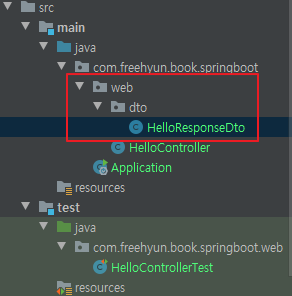 src
main
java
com.freehyun.book.springboot
web
dto
HelloResponseDto
HelloController
Application
resources
test
java
com.freehyun.book.springboot.web
HelloControllerTest
resources